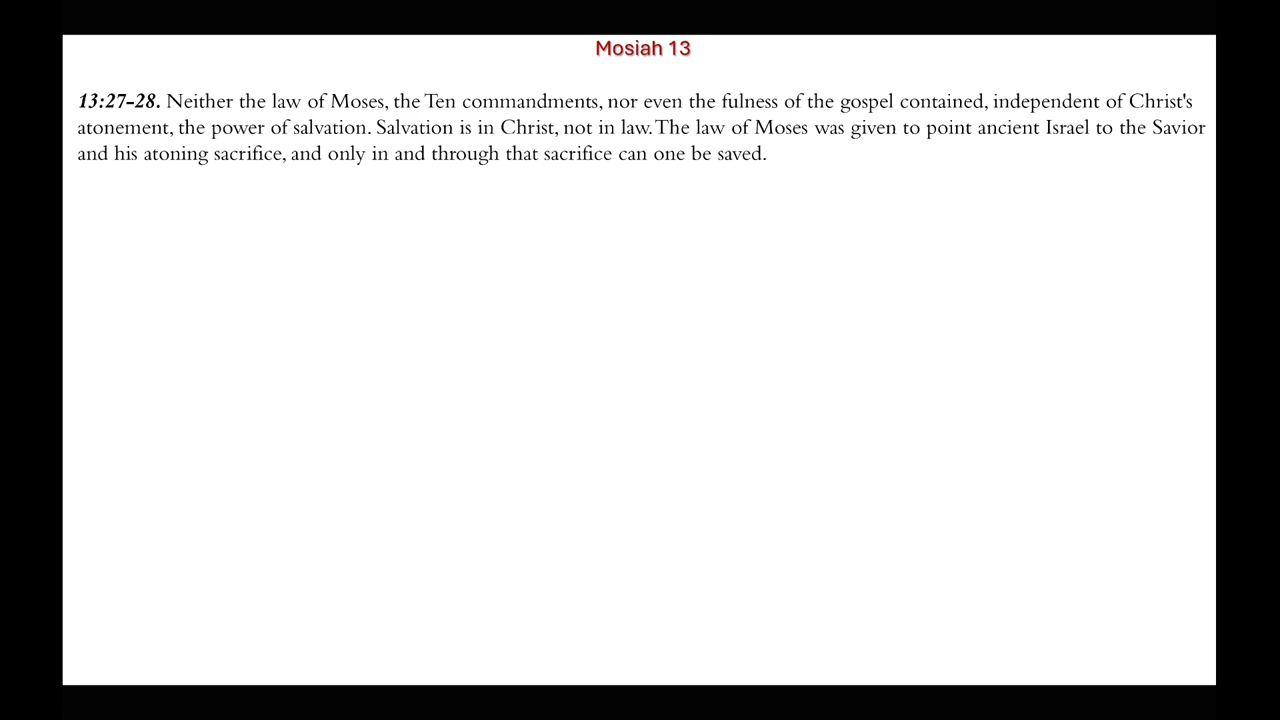 Mosiah 13
13:27-28. Neither the law of Moses, the Ten commandments, nor even the fulness of the gospel contained, independent of Christ's
atonement, the power of salvation. Salvation is in Christ, not in law. The law of Moses was given to point ancient Israel to the Savior
and his atoning sacrifice, and only in and through that sacrifice can one be saved.